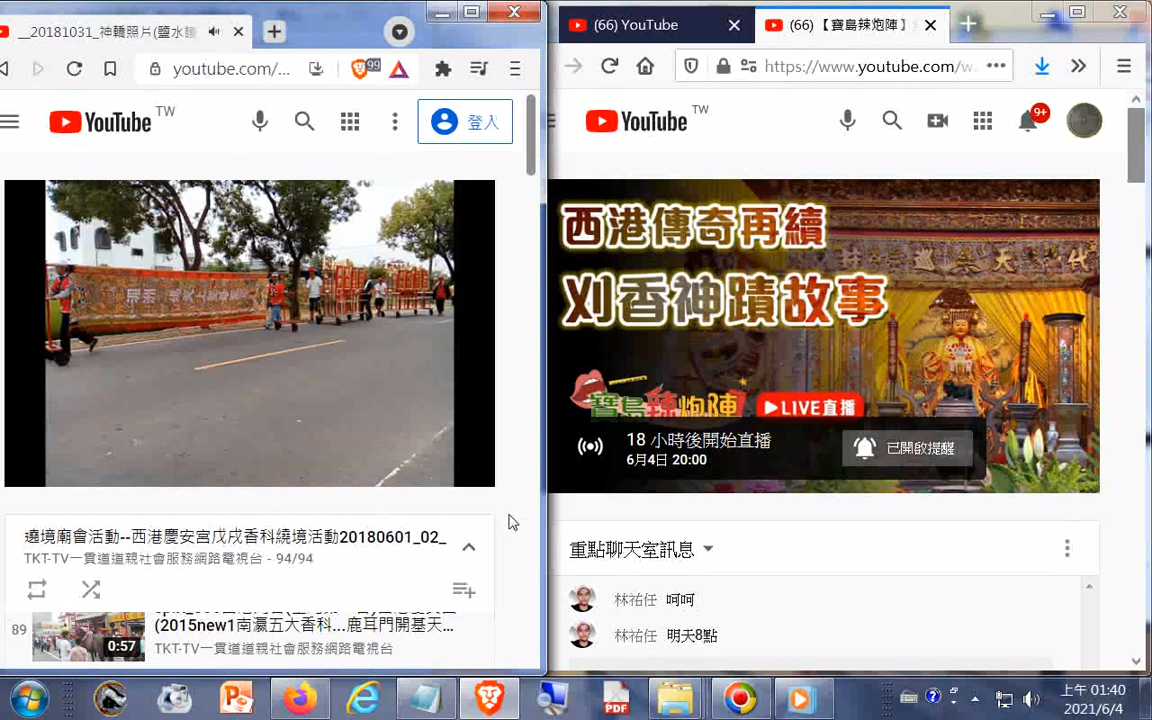 __20181031_神轎照片(鹽水
youtube.com/...
99
YouTube TW
登入
遶境廟會活動--西港慶安宮戊戌香科繞境活動20180601_02_
TKT-TV一貫道道親社會服務網路電視台 - 94/94
89
0:57
(2015new1南瀛五大香科...鹿耳門開基天...
TKT-TV一貫道道親社會服務網路電視台
(66) YouTube
(66)【寶島辣炮陣】
https://www.youtube.com/w
YouTube TW
9+
西港傳奇再續
刈香神蹟故事
寶島辣炮陣
LIVE直播
18 小時後開始直播
6月4日 20:00
已開啟提醒
重點聊天室訊息
林祐任 呵呵
林祐任 明天8點
PDF
上午 01:40
2021/6/4